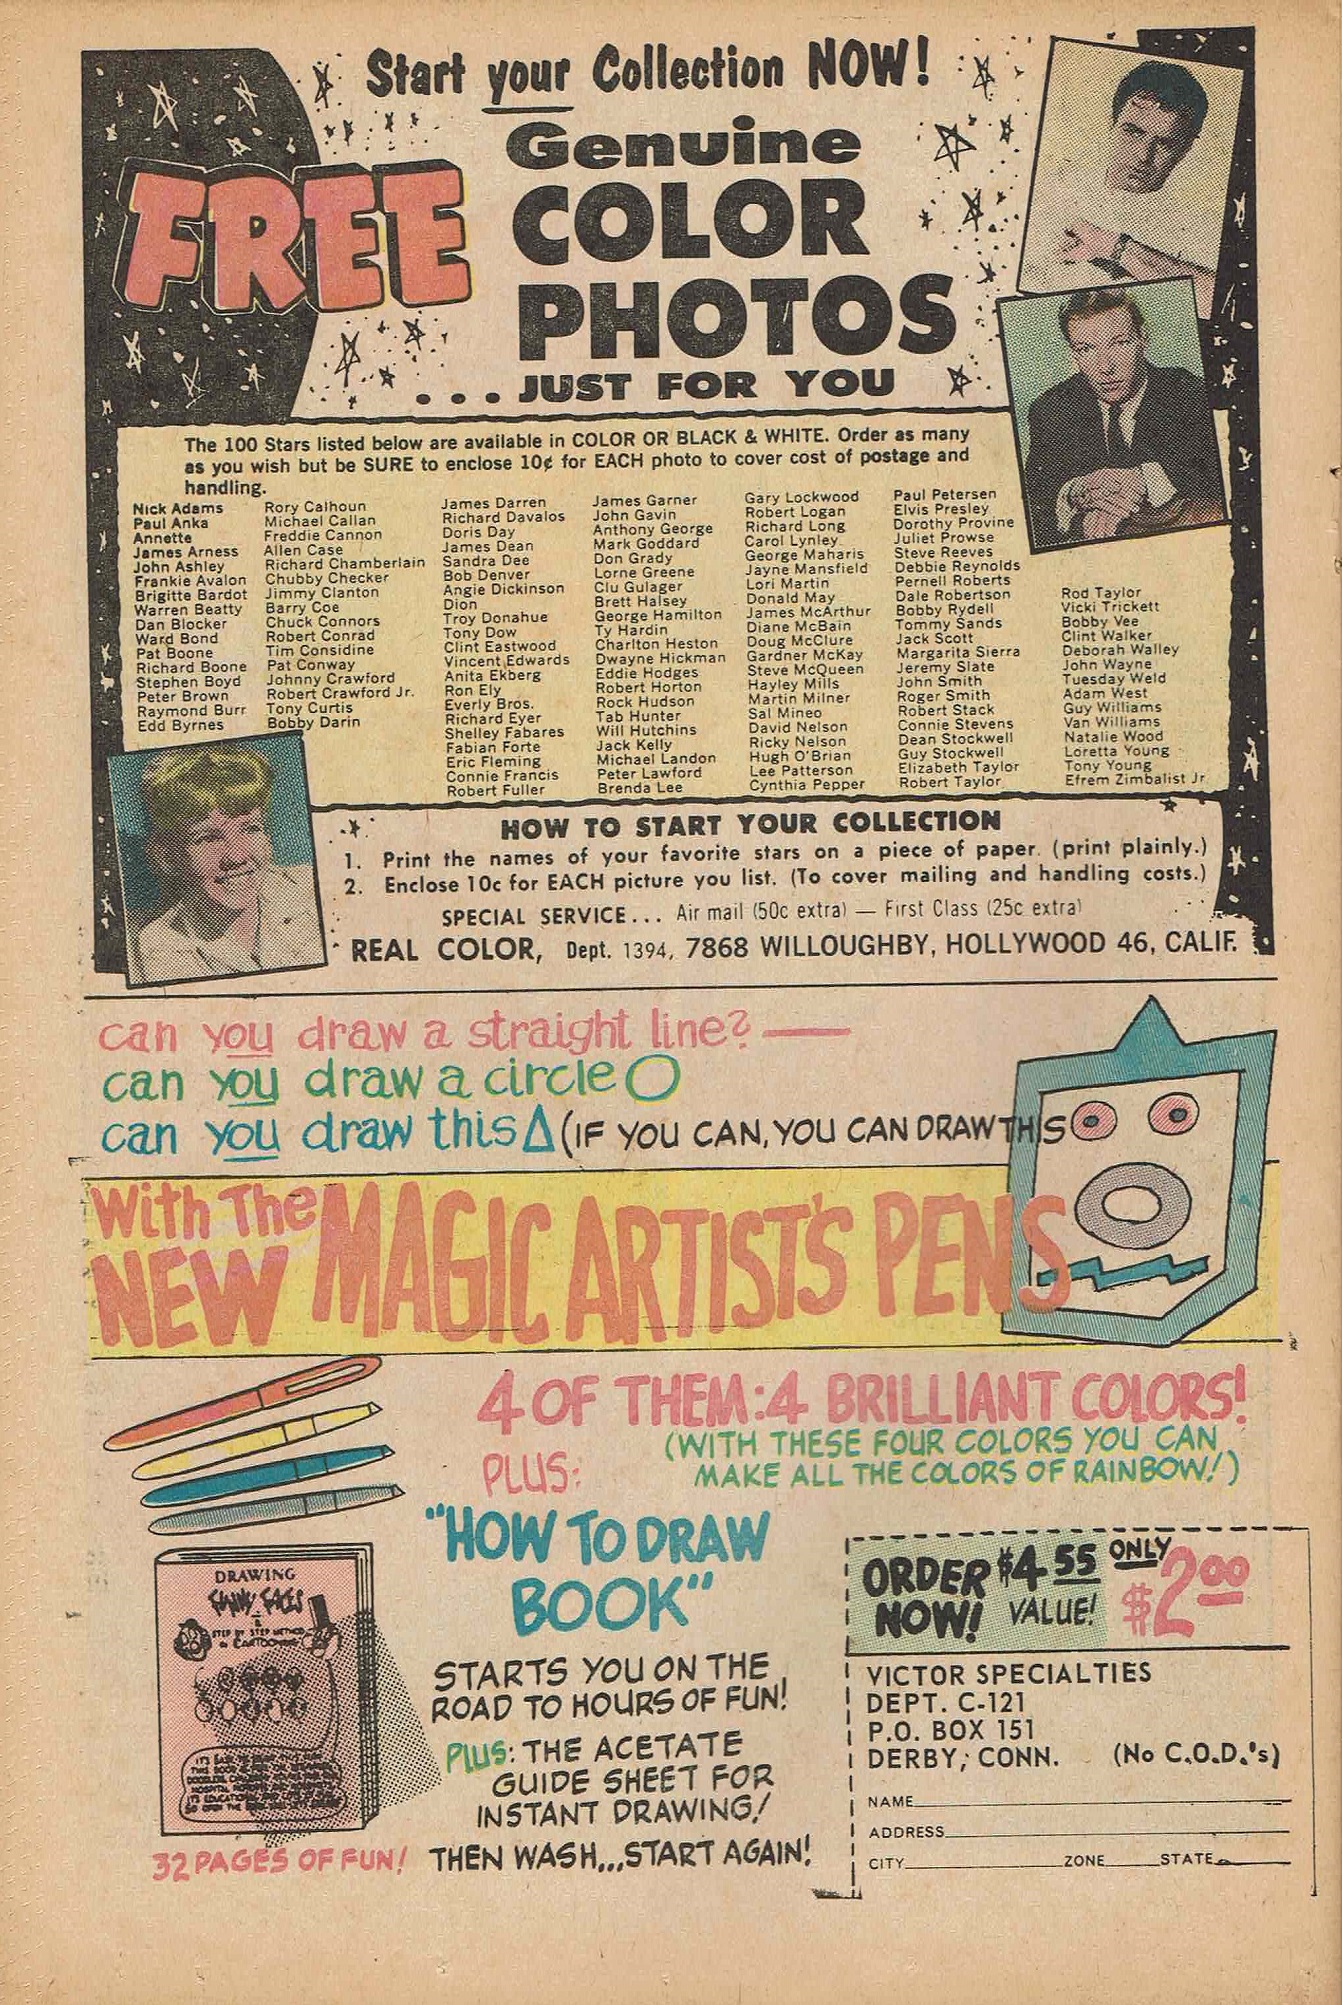 Start your Collection NOW!
FREE
Genuine
COLOR
PHOTOS
...JUST FOR YOU
The 100 Stars listed below are available in COLOR OR BLACK & WHITE. Order as many
as you wish but be SURE to enclose 10¢ for EACH photo to cover cost of postage and
handling.
Nick Adams
Paul Anka
Annette
James Arness
John Ashley
Frankie Avalon
Brigitte Bardot
Warren Beatty
Dan Blocker
Ward Bond
Pat Boone
Richard Boone
Stephen Boyd
Peter Brown
Raymond Burr
Edd Byrnes
Rory Calhoun
Michael Callan
Freddie Cannon
Allen Case
Richard Chamberlain
Chubby Checker
Jimmy Clanton
Barry Coe
Chuck Connors
Robert Conrad
Tim Considine
Pat Conway
Johnny Crawford
Robert Crawford Jr.
Tony Curtis
Bobby Darin
James Darren
Richard Davalos
Doris Day
James Dean
Sandra Dee
Bob Denver
Angie Dickinson
Dion
Troy Donahue
Tony Dow
Clint Eastwood
Vincent Edwards
Anita Ekberg
Ron Ely
Everly Bros.
Richard Eyer
Shelley Fabares
Fabian Forte
Eric Fleming
Connie Francis
Robert Fuller
James Garner
John Gavin
Anthony George
Mark Goddard
Don Grady
Lorne Greene
Clu Gulager
Brett Halsey
George Hamilton
Ty Hardin
Charlton Heston
Dwayne Hickman
Eddie Hodges
Robert Horton
Rock Hudson
Tab Hunter
Will Hutchins
Jack Kelly
Michael Landon
Peter Lawford
Brenda Lee
Gary Lockwood
Robert Logan
Richard Long
Carol Lynley
George Maharis
Jayne Mansfield
Lori Martin
Donald May
James McArthur
Diane McBain
Doug McClure
Gardner McKay
Steve McQueen
Hayley Mills
Martin Milner
Sal Mineo
David Nelson
Ricky Nelson
Hugh O'Brian
Lee Patterson
Cynthia Pepper
Paul Petersen
Elvis Presley
Dorothy Provine
Juliet Prowse
Steve Reeves
Debbie Reynolds
Pernell Roberts
Dale Robertson
Bobby Rydell
Tommy Sands
Jack Scott
Margarita Sierra
Jeremy Slate
John Smith
Roger Smith
Robert Stack
Connie Stevens
Dean Stockwell
Guy Stockwell
Elizabeth Taylor
Robert Taylor
Rod Taylor
Vicki Trickett
Bobby Vee
Clint Walker
Deborah Walley
John Wayne
Tuesday Weld
Adam West
Guy Williams
Van Williams
Natalie Wood
Loretta Young
Tony Young
Efrem Zimbalist Jr
HOW TO START YOUR COLLECTION
1. Print the names of your favorite stars on a piece of paper. (print plainly.)
2. Enclose 10c for EACH picture you list. (To cover mailing and handling costs.)
SPECIAL SERVICE... Air mail (50c extra) — First Class (25c extra)
REAL COLOR, Dept. 1394, 7868 WILLOUGHBY, HOLLYWOOD 46, CALIF.
can you draw a straight line?
can you draw a circle
can you draw this (IF YOU CAN, YOU CAN DRAW THIS
With The
NEW MAGIC ARTIST'S PENS
4 OF THEM: 4 BRILLIANT COLORS!
(WITH THESE FOUR COLORS YOU CAN
MAKE ALL THE COLORS OF RAINBOW!)
PLUS:
"HOW TO DRAW
BOOK"
STARTS YOU ON THE
ROAD TO HOURS OF FUN!
PLUS: THE ACETATE
GUIDE SHEET FOR
INSTANT DRAWING!
THEN WASH...START AGAIN!
DRAWING
FUNNY FACES
STEP BY STEP METHOD
CARTOONING
32 PAGES OF FUN!
ORDER NOW!
$4.55 VALUE!
ONLY $2.00
VICTOR SPECIALTIES
DEPT. C-121
P.O. BOX 151
DERBY, CONN. (No C.O.D.'s)
NAME
ADDRESS
CITY ZONE STATE